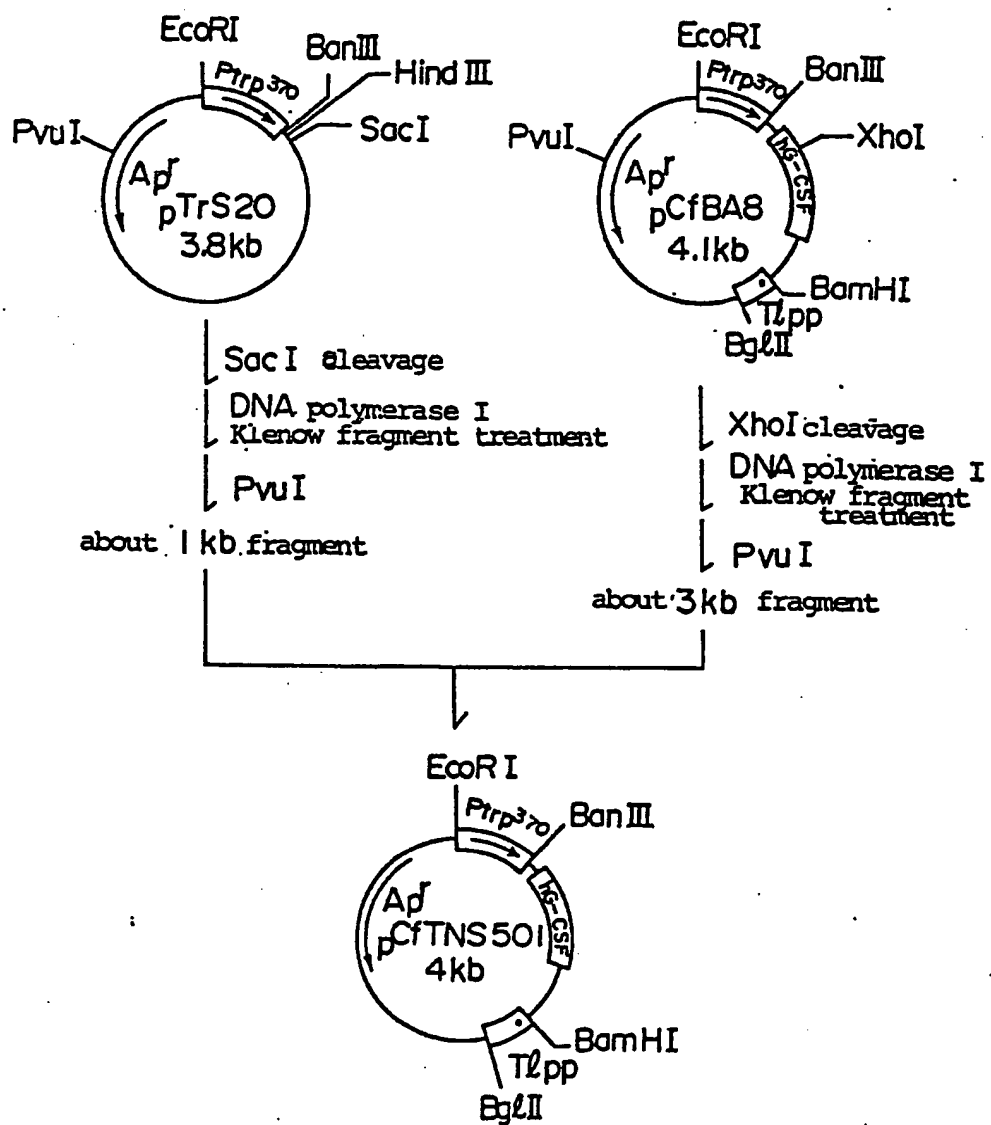 EcoRI
Ptrp370
BanIII
Hind III
SacI
PvuI
Apr
pTrS20
3.8kb
SacI cleavage
DNA polymerase I
Klenow fragment treatment
PvuI
about 1 kb fragment
EcoRI
Ptrp370
BanIII
XhoI
hG-CSF
PvuI
Apr
pCfBA8
4.1kb
BamHI
Tlpp
BglII
XhoI cleavage
DNA polymerase I
Klenow fragment
treatment
PvuI
about 3kb fragment
EcoRI
Ptrp370
BanIII
hG-CSF
Apr
pCfTNS501
4kb
BamHI
Tlpp
BglII